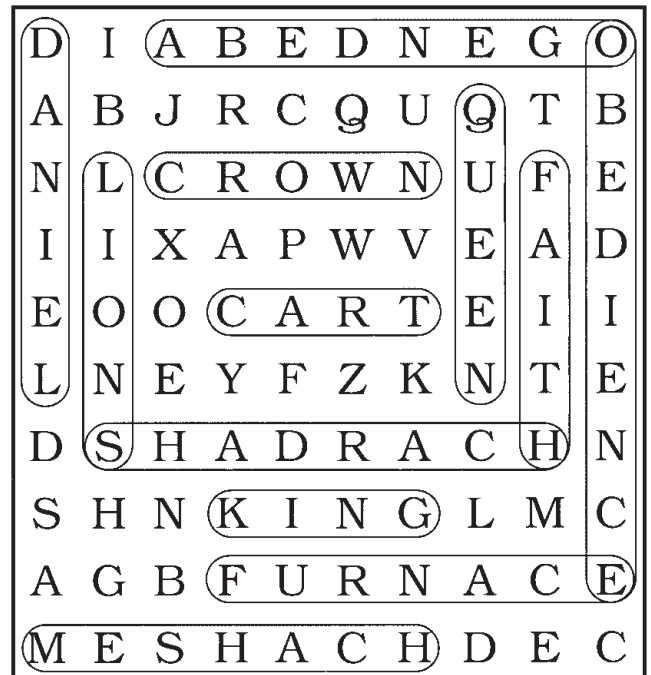 D I A B E D N E G O
A B J R C Q U Q T B
N L C R O W N U F E
I I X A P W V E A D
E O O C A R T E I I
L N E Y F Z K N T E
D S H A D R A C H N
S H N K I N G L M C
A G B F U R N A C E
M E S H A C H D E C